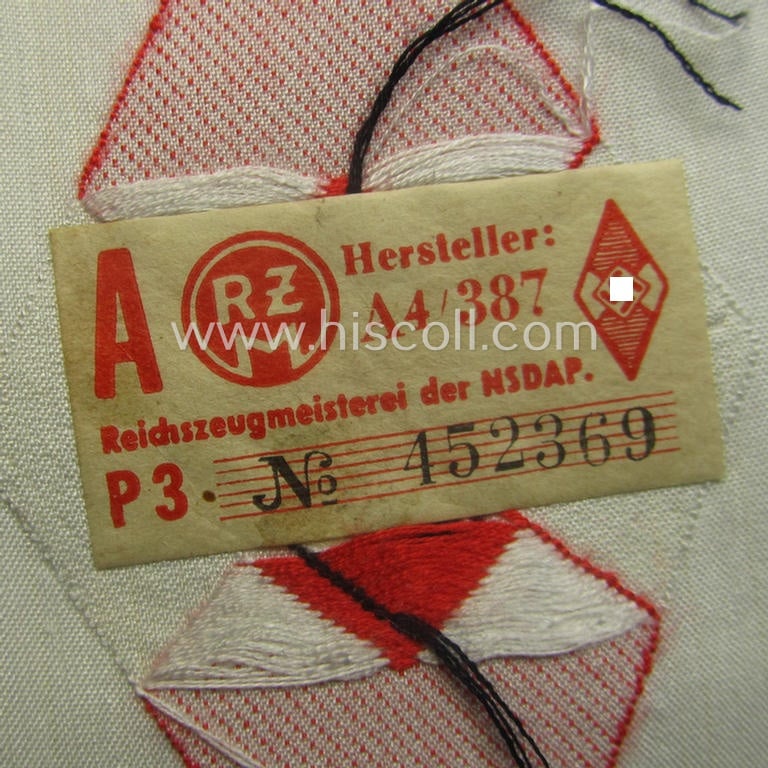 A
RZM
Hersteller:
A4/387
www.hiscoll.com
Reichszeugmeisterei der NSDAP.
P3. № 452369